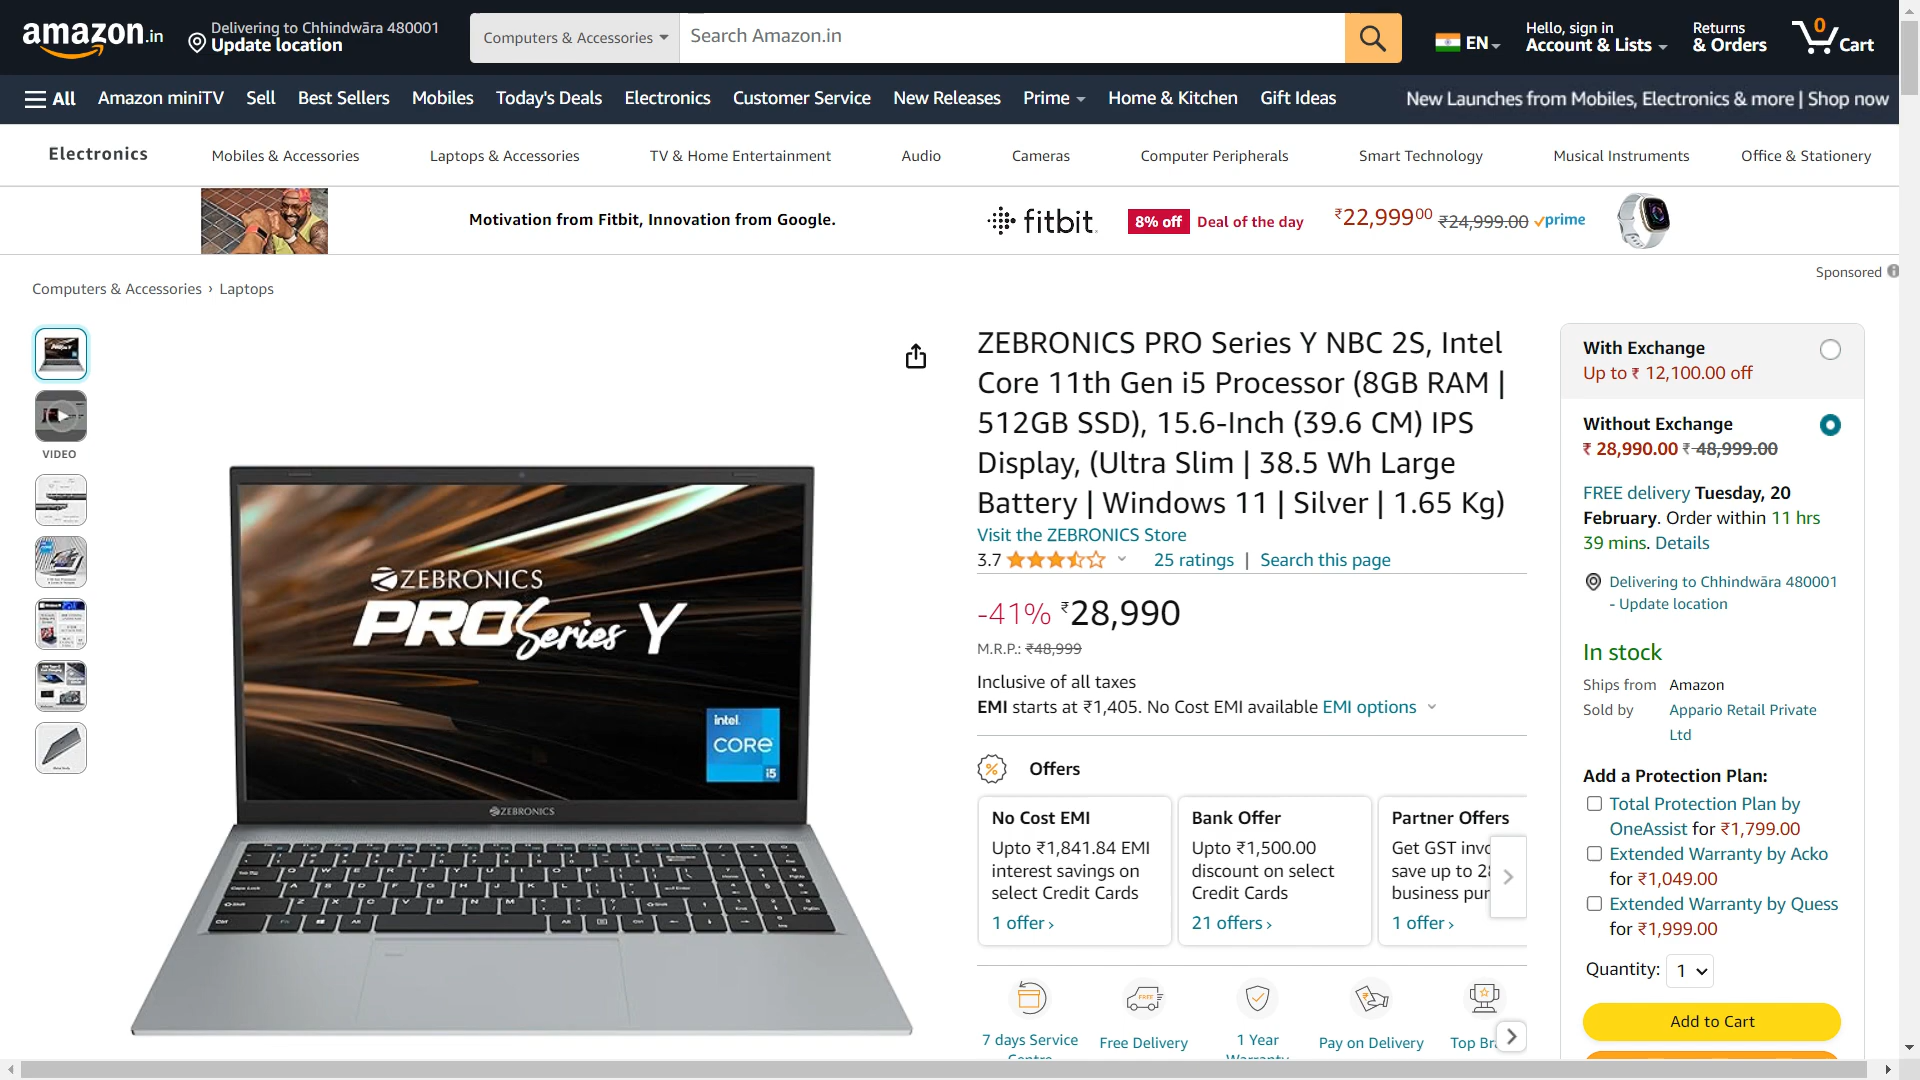 amazon.in
Delivering to Chhindwāra 480001
Update location
Computers & Accessories
Search Amazon.in
EN
Hello, sign in
Account & Lists
Returns
& Orders
0
Cart
All
Amazon miniTV
Sell
Best Sellers
Mobiles
Today's Deals
Electronics
Customer Service
New Releases
Prime
Home & Kitchen
Gift Ideas
New Launches from Mobiles, Electronics & more | Shop now
Electronics
Mobiles & Accessories
Laptops & Accessories
TV & Home Entertainment
Audio
Cameras
Computer Peripherals
Smart Technology
Musical Instruments
Office & Stationery
Motivation from Fitbit, Innovation from Google.
fitbit
8% off
Deal of the day
₹22,99900
₹24,999.00
prime
Sponsored
Computers & Accessories › Laptops
VIDEO
ZEBRONICS
PRO Series Y
intel
CORE
i5
ZEBRONICS
ZEBRONICS PRO Series Y NBC 2S, Intel
Core 11th Gen i5 Processor (8GB RAM |
512GB SSD), 15.6-Inch (39.6 CM) IPS
Display, (Ultra Slim | 38.5 Wh Large
Battery | Windows 11 | Silver | 1.65 Kg)
Visit the ZEBRONICS Store
3.7
25 ratings | Search this page
-41% ₹28,990
M.R.P.: ₹48,999
Inclusive of all taxes
EMI starts at ₹1,405. No Cost EMI available EMI options
Offers
No Cost EMI
Upto ₹1,841.84 EMI
interest savings on
select Credit Cards
1 offer ›
Bank Offer
Upto ₹1,500.00
discount on select
Credit Cards
21 offers ›
Partner Offers
Get GST
save up to
business
1 offer ›
7 days Service
Free Delivery
FREE
1 Year
Pay on Delivery
Top
With Exchange
Up to ₹ 12,100.00 off
Without Exchange
₹ 28,990.00 ₹ 48,999.00
FREE delivery Tuesday, 20
February. Order within 11 hrs
39 mins. Details
Delivering to Chhindwāra 480001
- Update location
In stock
Ships from Amazon
Sold by Appario Retail Private
Ltd
Add a Protection Plan:
Total Protection Plan by
OneAssist for ₹1,799.00
Extended Warranty by Acko
for ₹1,049.00
Extended Warranty by Quess
for ₹1,999.00
Quantity: 1
Add to Cart